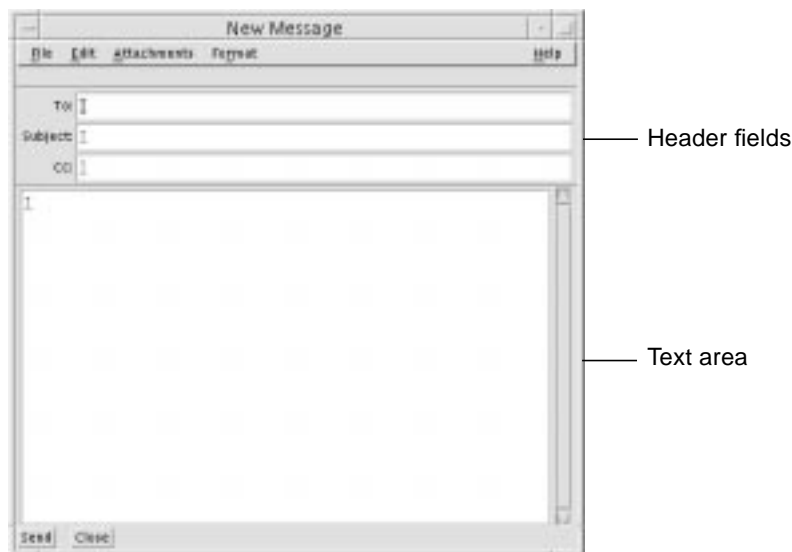 New Message
File Edit Attachments Format Help
To:
Subject:
Header fields
CC:
Text area
Send Close